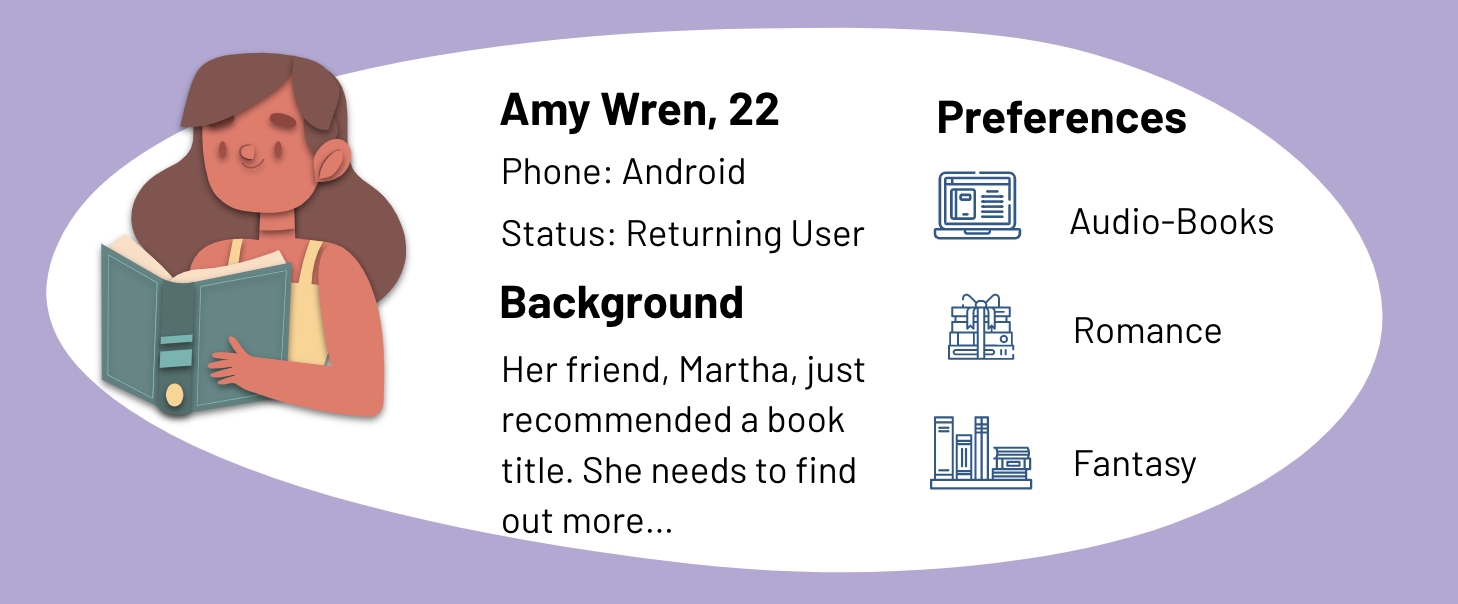 Amy Wren, 22
Phone: Android
Status: Returning User
Background
Her friend, Martha, just
recommended a book
title. She needs to find
out more...
Preferences
Audio-Books
Romance
Fantasy